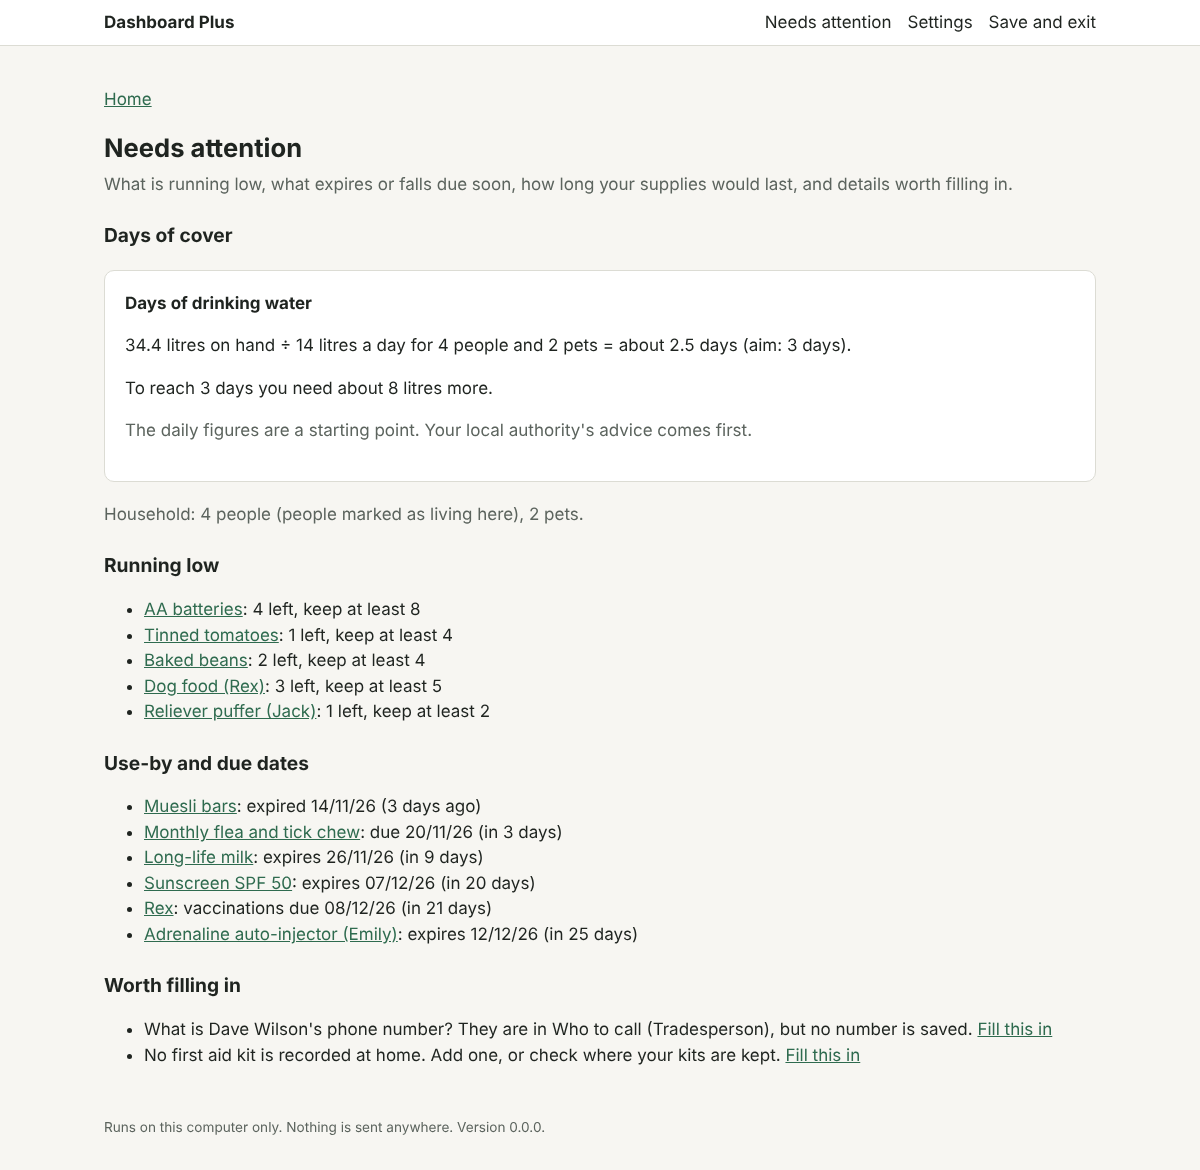 Dashboard Plus
Needs attention Settings Save and exit
Home
Needs attention
What is running low, what expires or falls due soon, how long your supplies would last, and details worth filling in.
Days of cover
Days of drinking water
34.4 litres on hand ÷ 14 litres a day for 4 people and 2 pets = about 2.5 days (aim: 3 days).
To reach 3 days you need about 8 litres more.
The daily figures are a starting point. Your local authority's advice comes first.
Household: 4 people (people marked as living here), 2 pets.
Running low
AA batteries: 4 left, keep at least 8
Tinned tomatoes: 1 left, keep at least 4
Baked beans: 2 left, keep at least 4
Dog food (Rex): 3 left, keep at least 5
Reliever puffer (Jack): 1 left, keep at least 2
Use-by and due dates
Muesli bars: expired 14/11/26 (3 days ago)
Monthly flea and tick chew: due 20/11/26 (in 3 days)
Long-life milk: expires 26/11/26 (in 9 days)
Sunscreen SPF 50: expires 07/12/26 (in 20 days)
Rex: vaccinations due 08/12/26 (in 21 days)
Adrenaline auto-injector (Emily): expires 12/12/26 (in 25 days)
Worth filling in
What is Dave Wilson's phone number? They are in Who to call (Tradesperson), but no number is saved. Fill this in
No first aid kit is recorded at home. Add one, or check where your kits are kept. Fill this in
Runs on this computer only. Nothing is sent anywhere. Version 0.0.0.